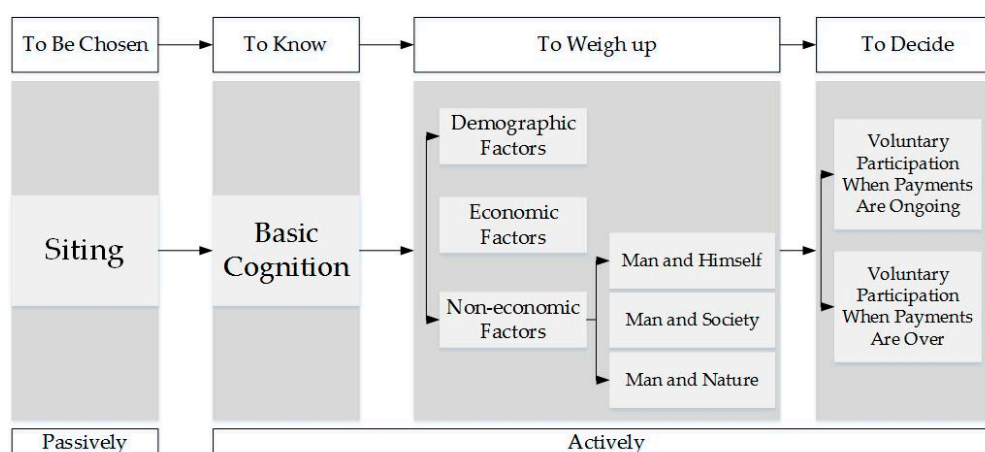 To Be Chosen
To Know
To Weigh up
To Decide
Siting
Basic
Cognition
Demographic
Factors
Economic
Factors
Non-economic
Factors
Man and Himself
Man and Society
Man and Nature
Voluntary
Participation
When Payments
Are Ongoing
Voluntary
Participation
When Payments
Are Over
Passively
Actively